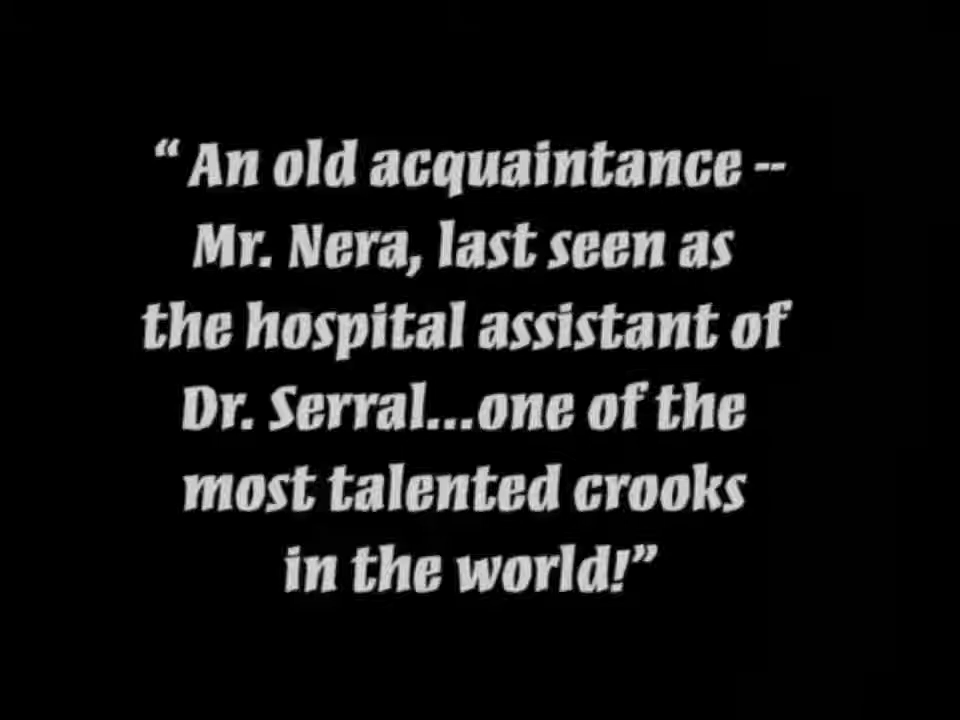 “ An old acquaintance --
Mr. Nera, last seen as
the hospital assistant of
Dr. Serral...one of the
most talented crooks
in the world!”